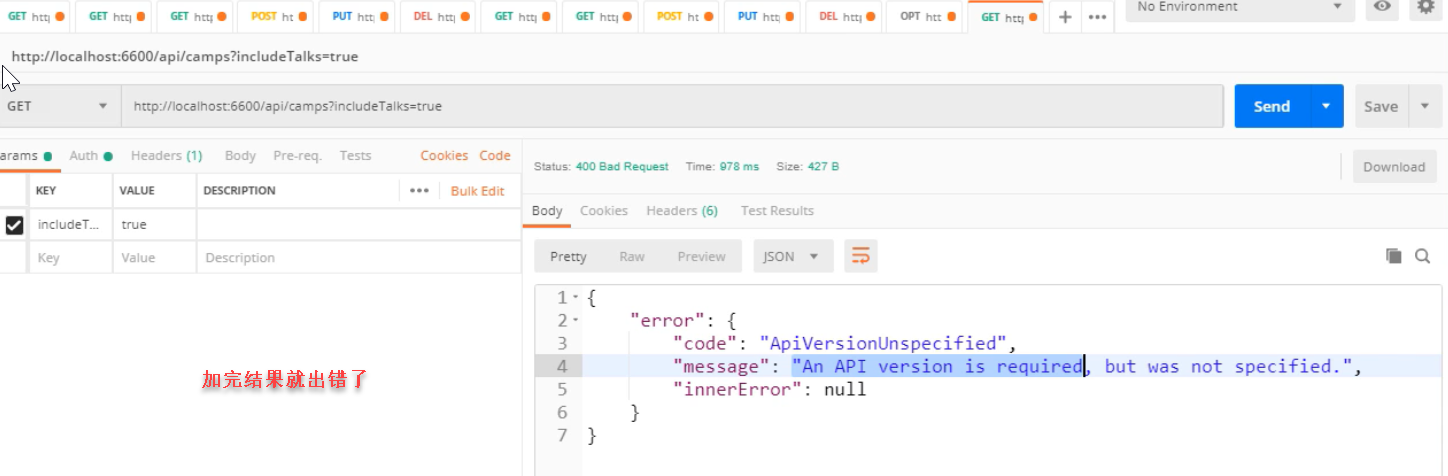 GET http GET http GET http POST ht PUT http DEL http GET http GET http POST ht PUT http DEL http OPT htt GET http + ••• No Environment
http://localhost:6600/api/camps?includeTalks=true
GET http://localhost:6600/api/camps?includeTalks=true Send Save
arams Auth Headers (1) Body Pre-req. Tests Cookies Code
Status: 400 Bad Request Time: 978 ms Size: 427 B Download
KEY VALUE DESCRIPTION ••• Bulk Edit
Body Cookies Headers (6) Test Results
includeT... true
Key Value Description
Pretty Raw Preview JSON
1 {
2 "error": {
3 "code": "ApiVersionUnspecified",
4 "message": "An API version is required, but was not specified.",
5 "innerError": null
6 }
7 }
加完结果就出错了